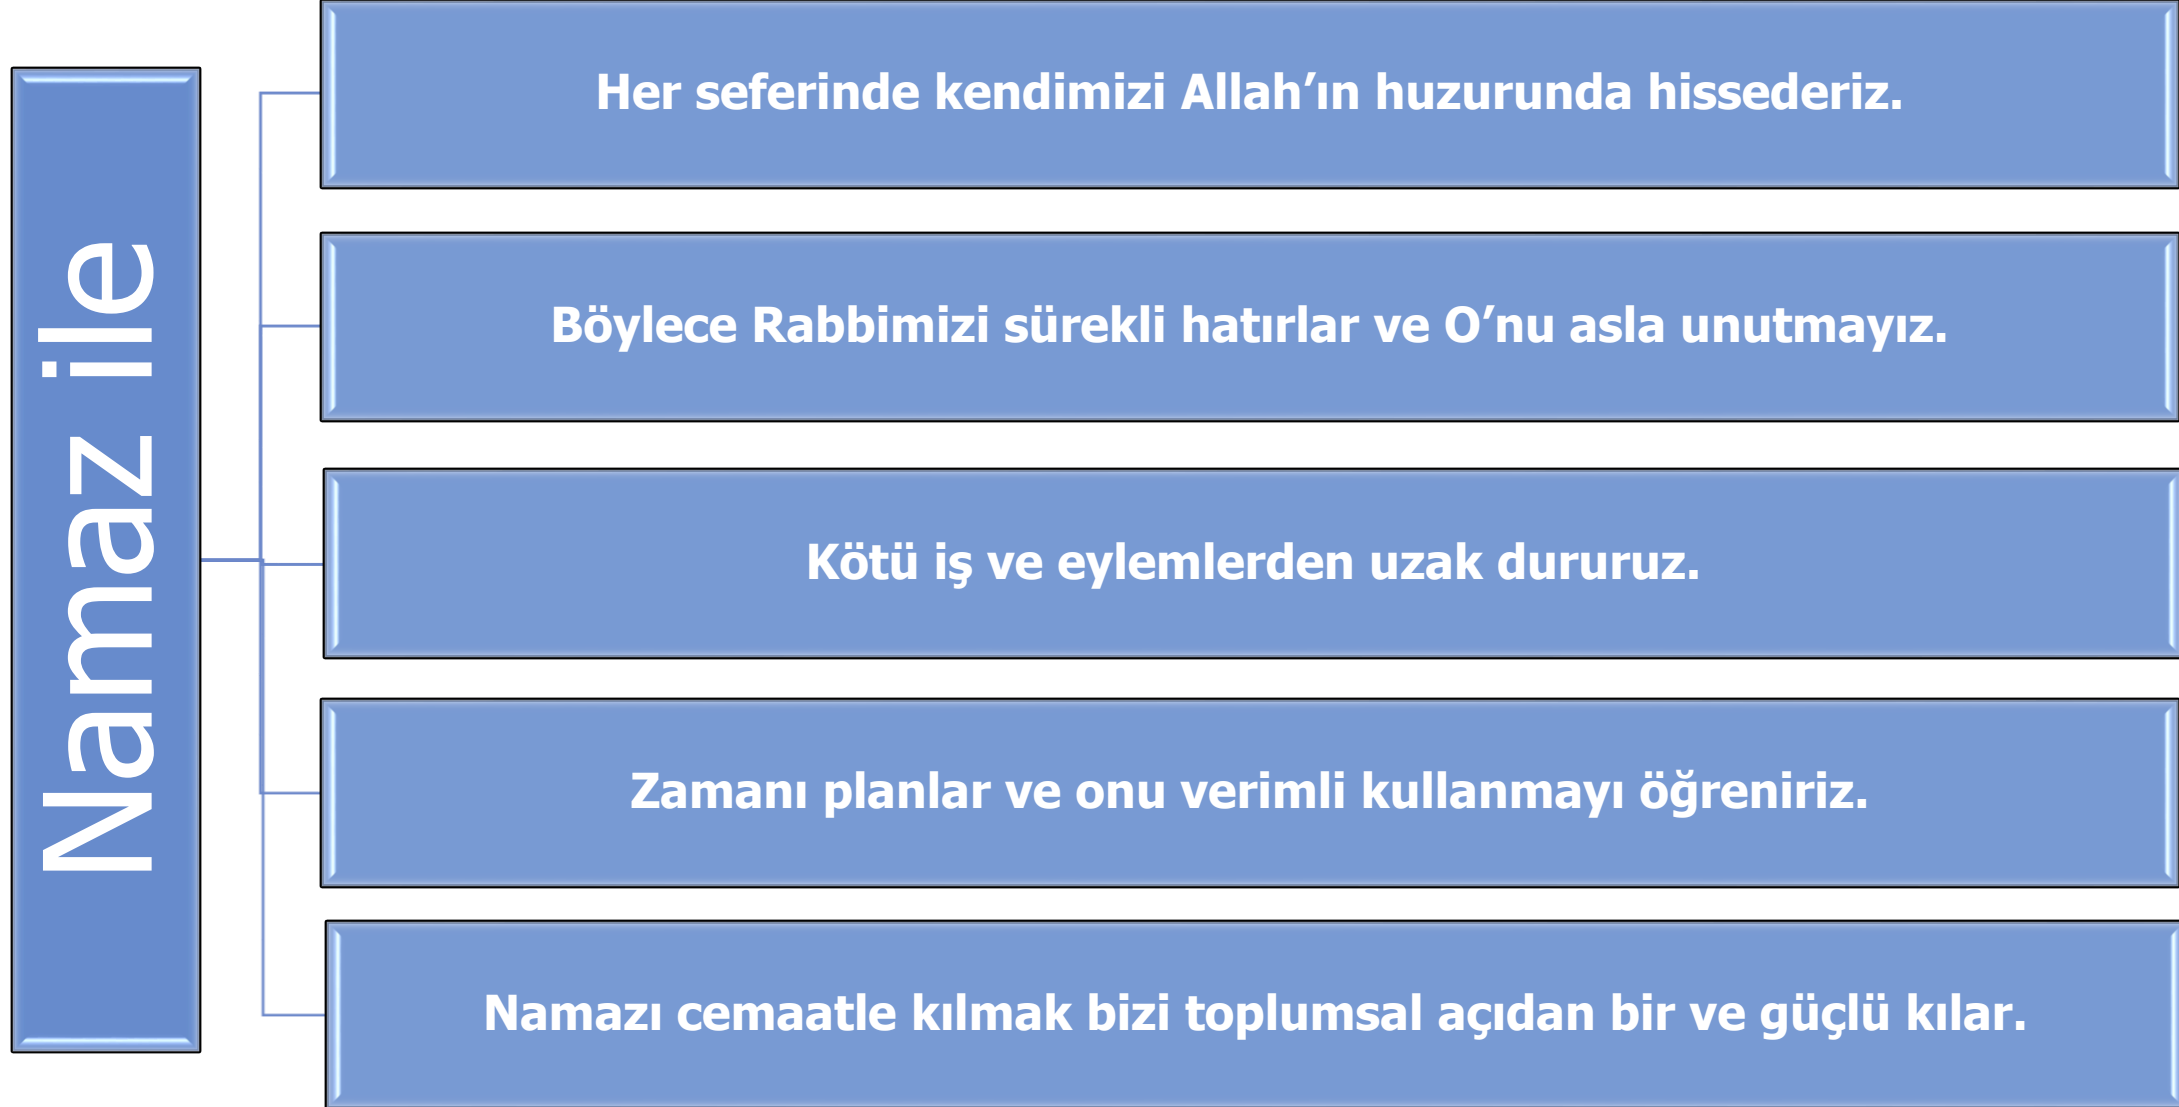 Namaz ile
Her seferinde kendimizi Allah’ın huzurunda hissederiz.
Böylece Rabbimizi sürekli hatırlar ve O’nu asla unutmayız.
Kötü iş ve eylemlerden uzak dururuz.
Zamanı planlar ve onu verimli kullanmayı öğreniriz.
Namazı cemaatle kılmak bizi toplumsal açıdan bir ve güçlü kılar.